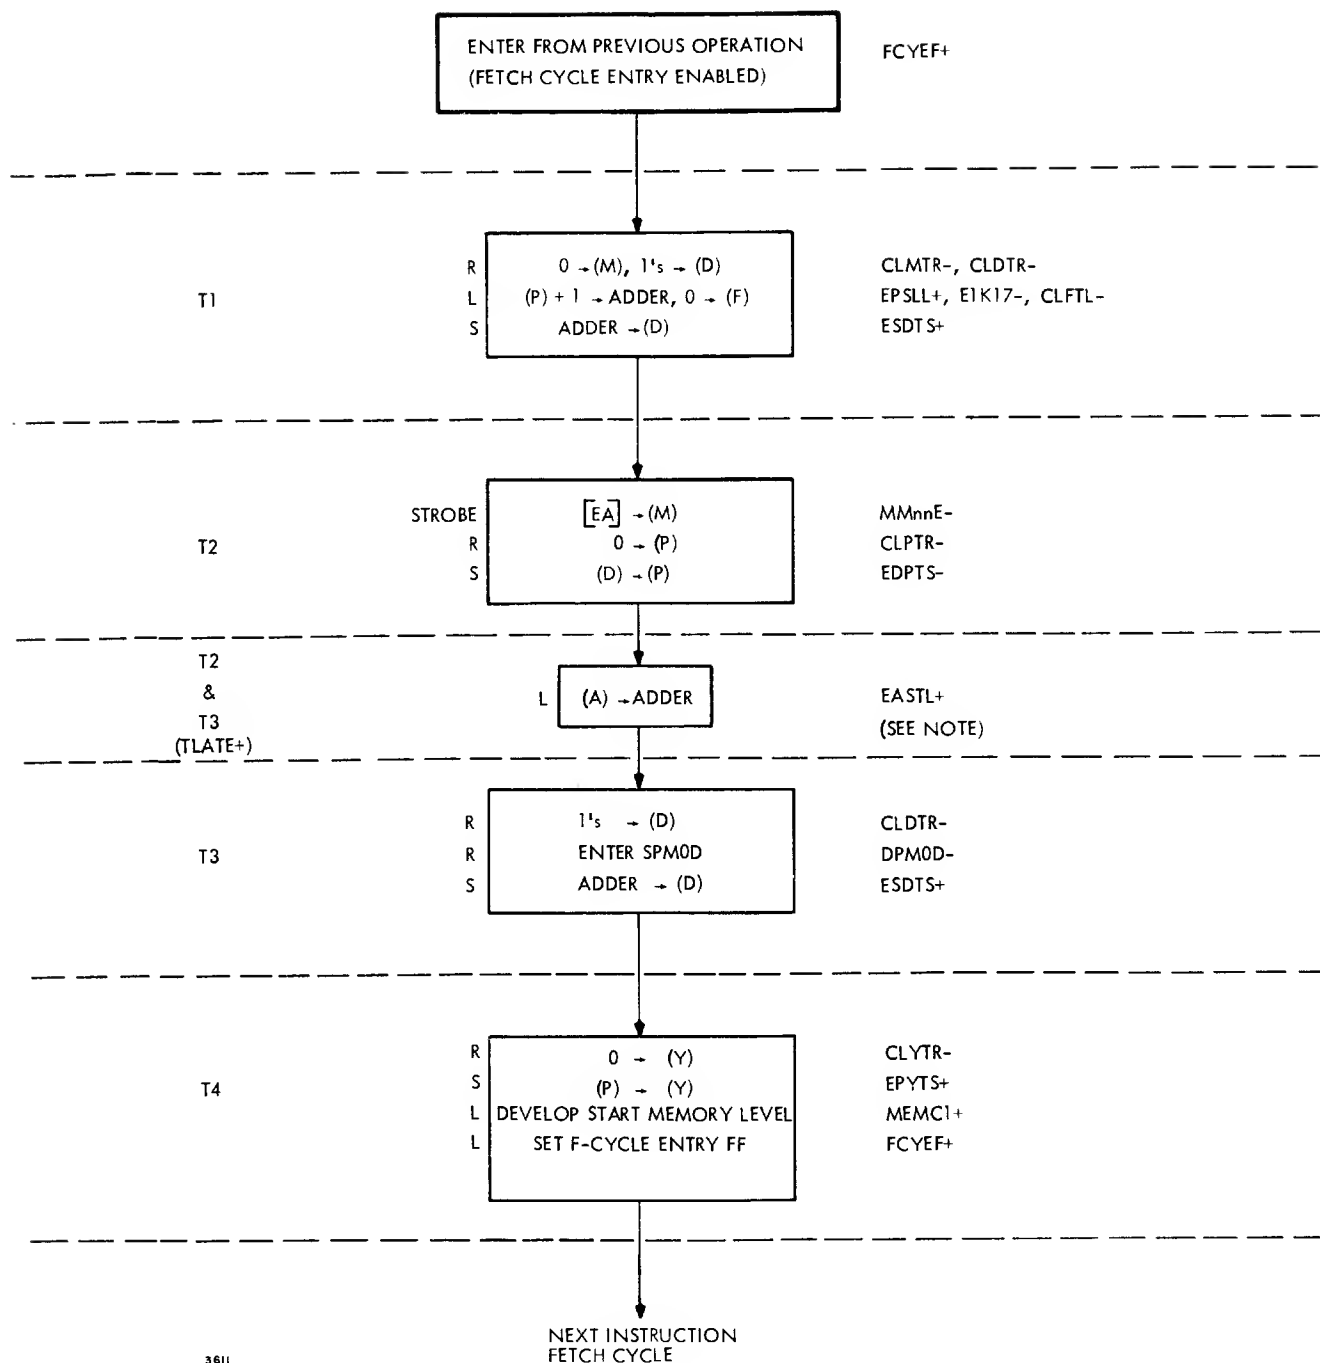 ENTER FROM PREVIOUS OPERATION
(FETCH CYCLE ENTRY ENABLED)
FCYEF+
T1
R 0 → (M), 1's → (D) CLMTR-, CLDTR-
L (P) + 1 → ADDER, 0 → (F) EPSLL+, E1K17-, CLFTL-
S ADDER → (D) ESDTS+
T2
STROBE [EA] → (M) MMnnE-
R 0 → (P) CLPTR-
S (D) → (P) EDPTS-
T2
&
T3
(TLATE+)
L (A) → ADDER EASTL+
(SEE NOTE)
T3
R 1's → (D) CLDTR-
R ENTER SPM0D DPM0D-
S ADDER → (D) ESDTS+
T4
R 0 → (Y) CLYTR-
S (P) → (Y) EPYTS+
L DEVELOP START MEMORY LEVEL MEMC1+
L SET F-CYCLE ENTRY FF FCYEF+
NEXT INSTRUCTION
FETCH CYCLE
3611